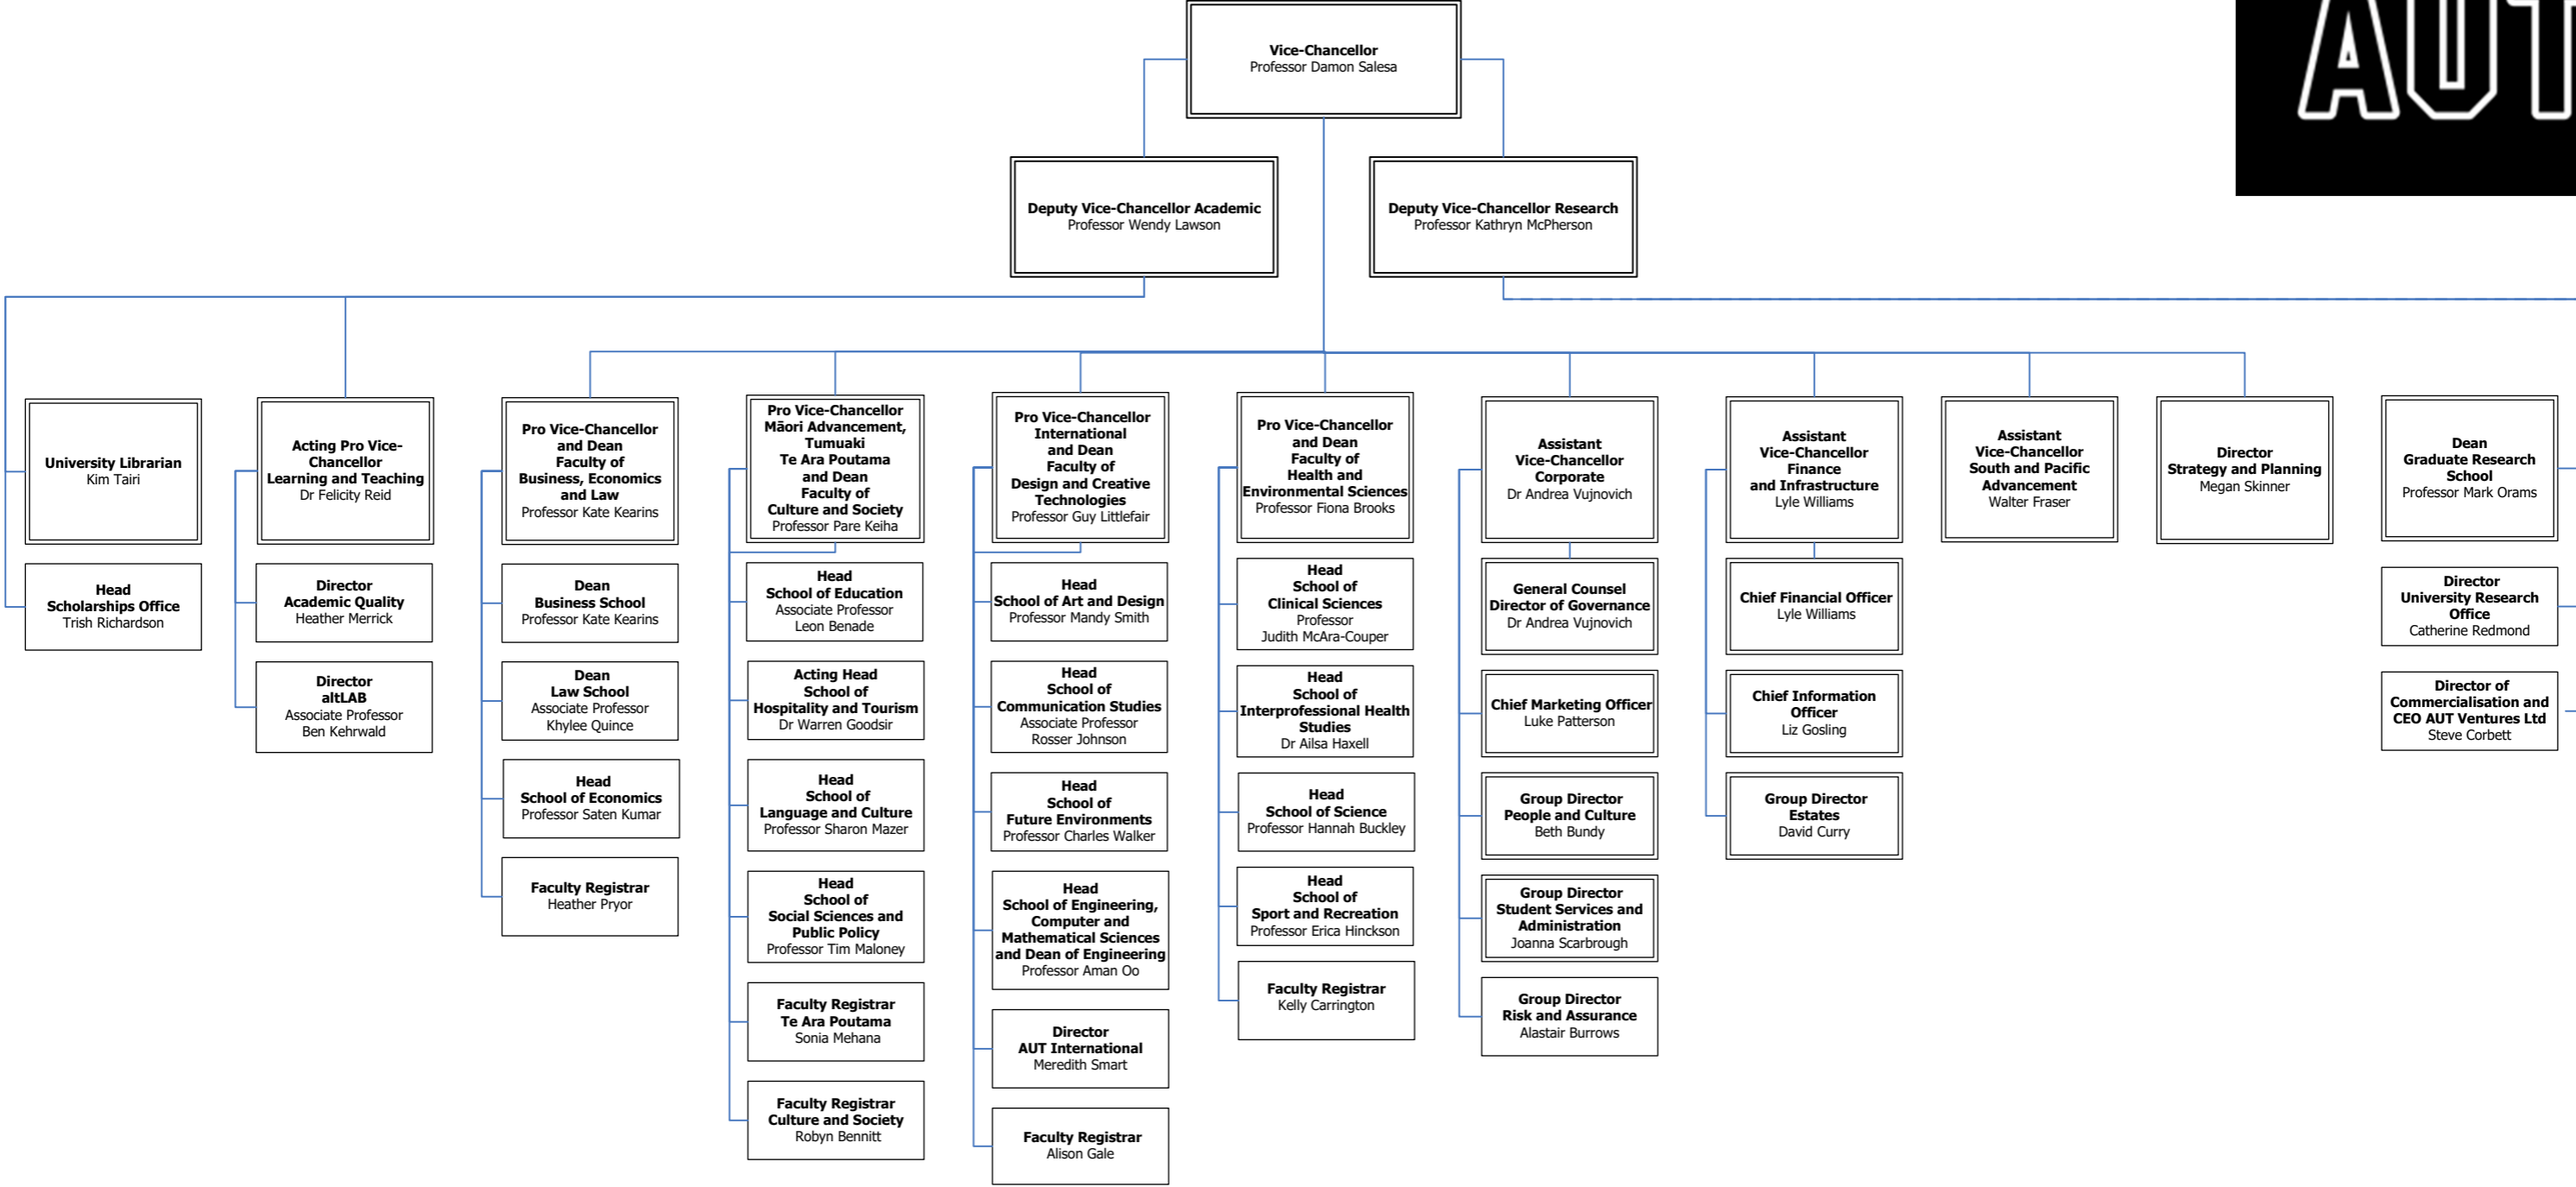 AUT
Vice-Chancellor
Professor Damon Salesa
Deputy Vice-Chancellor Academic
Professor Wendy Lawson
Deputy Vice-Chancellor Research
Professor Kathryn McPherson
University Librarian
Kim Tairi
Head
Scholarships Office
Trish Richardson
Acting Pro Vice-
Chancellor
Learning and Teaching
Dr Felicity Reid
Director
Academic Quality
Heather Merrick
Director
altLAB
Associate Professor
Ben Kehrwald
Pro Vice-Chancellor
and Dean
Faculty of
Business, Economics
and Law
Professor Kate Kearins
Dean
Business School
Professor Kate Kearins
Dean
Law School
Associate Professor
Khylee Quince
Head
School of Economics
Professor Saten Kumar
Faculty Registrar
Heather Pryor
Pro Vice-Chancellor
Māori Advancement,
Tumuaki
Te Ara Poutama
and Dean
Faculty of
Culture and Society
Professor Pare Keiha
Head
School of Education
Associate Professor
Leon Benade
Acting Head
School of
Hospitality and Tourism
Dr Warren Goodsir
Head
School of
Language and Culture
Professor Sharon Mazer
Head
School of
Social Sciences and
Public Policy
Professor Tim Maloney
Faculty Registrar
Te Ara Poutama
Sonia Mehana
Faculty Registrar
Culture and Society
Robyn Bennitt
Pro Vice-Chancellor
International
and Dean
Faculty of
Design and Creative
Technologies
Professor Guy Littlefair
Head
School of Art and Design
Professor Mandy Smith
Head
School of
Communication Studies
Associate Professor
Rosser Johnson
Head
School of
Future Environments
Professor Charles Walker
Head
School of Engineering,
Computer and
Mathematical Sciences
and Dean of Engineering
Professor Aman Oo
Director
AUT International
Meredith Smart
Faculty Registrar
Alison Gale
Pro Vice-Chancellor
and Dean
Faculty of
Health and
Environmental Sciences
Professor Fiona Brooks
Head
School of
Clinical Sciences
Professor
Judith McAra-Couper
Head
School of
Interprofessional Health
Studies
Dr Ailsa Haxell
Head
School of Science
Professor Hannah Buckley
Head
School of
Sport and Recreation
Professor Erica Hinckson
Faculty Registrar
Kelly Carrington
Assistant
Vice-Chancellor
Corporate
Dr Andrea Vujnovich
General Counsel
Director of Governance
Dr Andrea Vujnovich
Chief Marketing Officer
Luke Patterson
Group Director
People and Culture
Beth Bundy
Group Director
Student Services and
Administration
Joanna Scarbrough
Group Director
Risk and Assurance
Alastair Burrows
Assistant
Vice-Chancellor
Finance
and Infrastructure
Lyle Williams
Chief Financial Officer
Lyle Williams
Chief Information
Officer
Liz Gosling
Group Director
Estates
David Curry
Assistant
Vice-Chancellor
South and Pacific
Advancement
Walter Fraser
Director
Strategy and Planning
Megan Skinner
Dean
Graduate Research
School
Professor Mark Orams
Director
University Research
Office
Catherine Redmond
Director of
Commercialisation and
CEO AUT Ventures Ltd
Steve Corbett